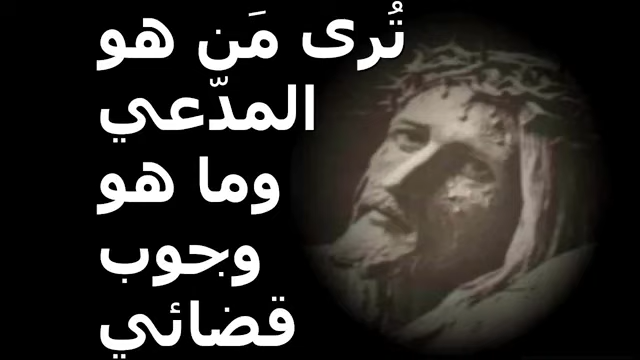 تُرى مَن هو
المدّعي
وما هو
وجوب
قضائي